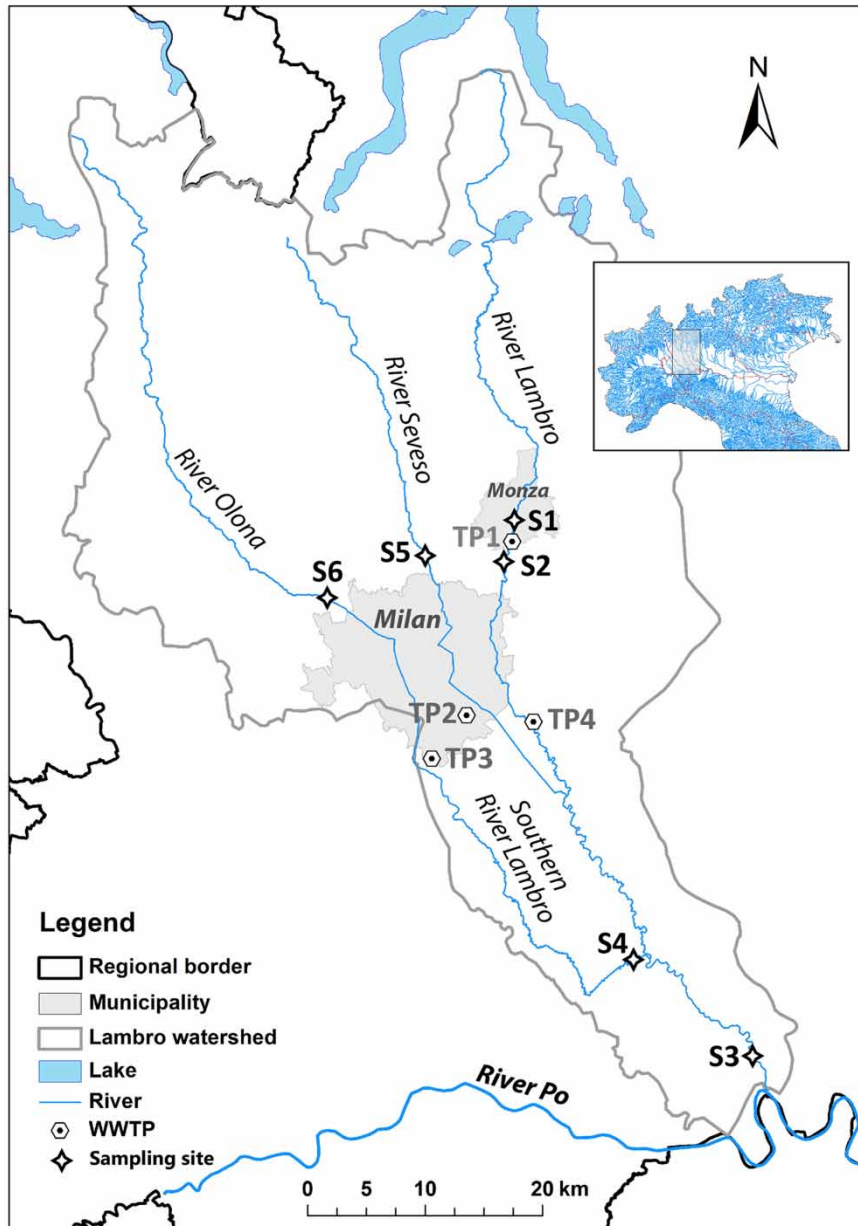 N
River Lambro
River Seveso
River Olona
Monza
S1
TP1
S2
S5
S6
Milan
TP2
TP4
TP3
Southern
River Lambro
S4
S3
River Po
Legend
Regional border
Municipality
Lambro watershed
Lake
River
WWTP
Sampling site
0 5 10 20 km